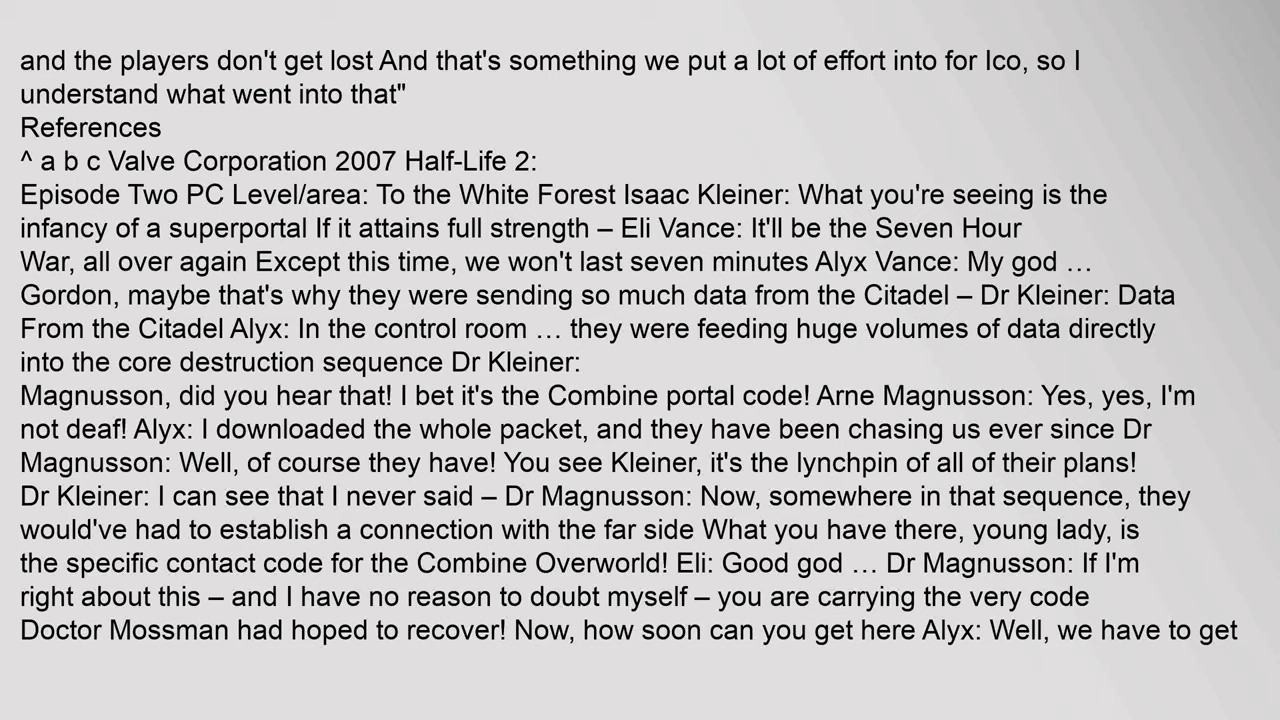 and the players don't get lost And that's something we put a lot of effort into for Ico, so I
understand what went into that"
References
^ a b c Valve Corporation 2007 Half-Life 2:
Episode Two PC Level/area: To the White Forest Isaac Kleiner: What you're seeing is the
infancy of a superportal If it attains full strength – Eli Vance: It'll be the Seven Hour
War, all over again Except this time, we won't last seven minutes Alyx Vance: My god …
Gordon, maybe that's why they were sending so much data from the Citadel – Dr Kleiner: Data
From the Citadel Alyx: In the control room … they were feeding huge volumes of data directly
into the core destruction sequence Dr Kleiner:
Magnusson, did you hear that! I bet it's the Combine portal code! Arne Magnusson: Yes, yes, I'm
not deaf! Alyx: I downloaded the whole packet, and they have been chasing us ever since Dr
Magnusson: Well, of course they have! You see Kleiner, it's the lynchpin of all of their plans!
Dr Kleiner: I can see that I never said – Dr Magnusson: Now, somewhere in that sequence, they
would've had to establish a connection with the far side What you have there, young lady, is
the specific contact code for the Combine Overworld! Eli: Good god … Dr Magnusson: If I'm
right about this – and I have no reason to doubt myself – you are carrying the very code
Doctor Mossman had hoped to recover! Now, how soon can you get here Alyx: Well, we have to get